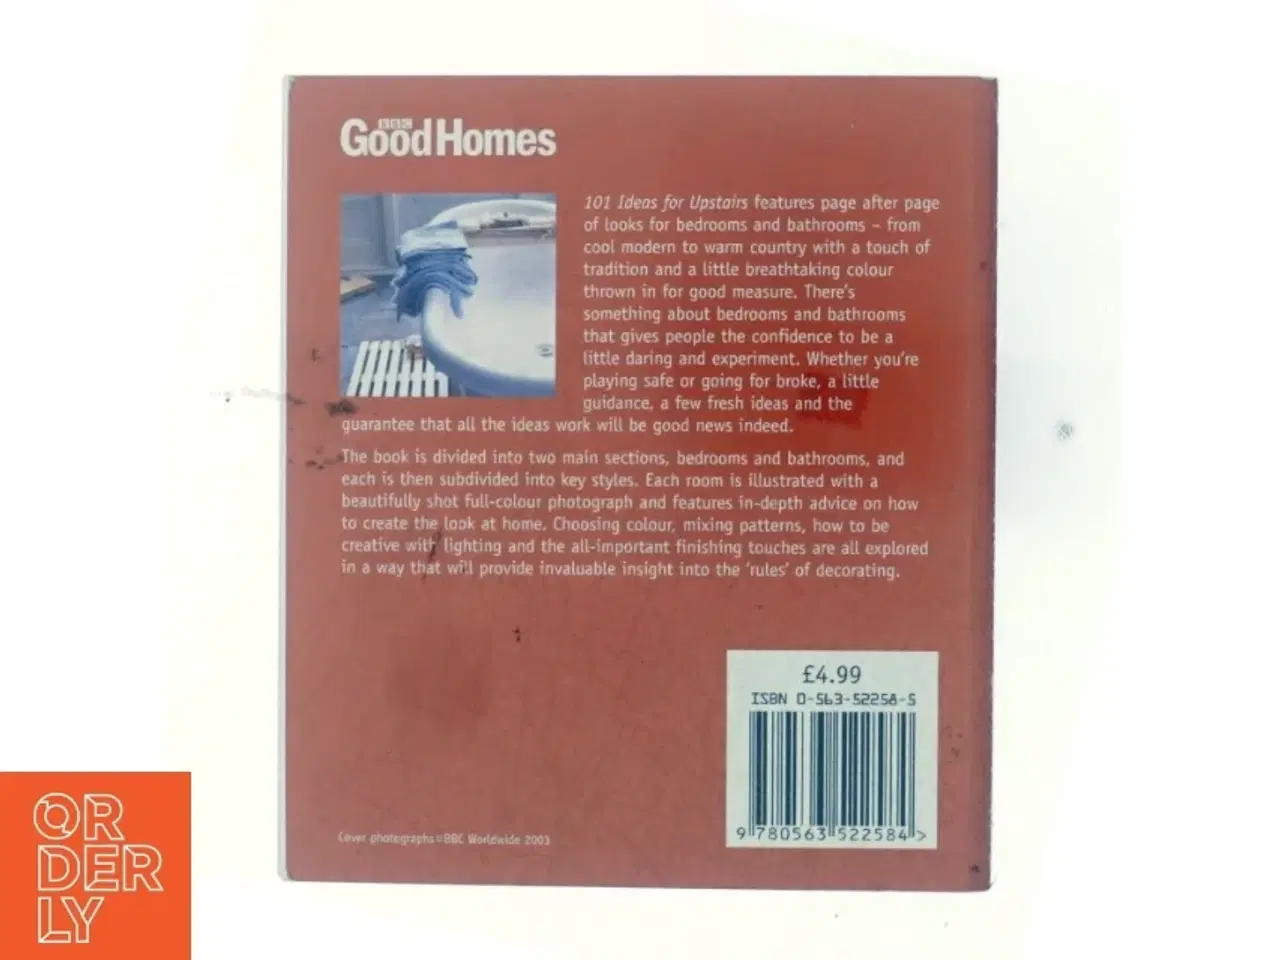 BBC
GoodHomes
101 Ideas for Upstairs features page after page
of looks for bedrooms and bathrooms – from
cool modern to warm country with a touch of
tradition and a little breathtaking colour
thrown in for good measure. There's
something about bedrooms and bathrooms
that gives people the confidence to be a
little daring and experiment. Whether you're
playing safe or going for broke, a little
guidance, a few fresh ideas and the
guarantee that all the ideas work will be good news indeed.
The book is divided into two main sections, bedrooms and bathrooms, and
each is then subdivided into key styles. Each room is illustrated with a
beautifully shot full-colour photograph and features in-depth advice on how
to create the look at home. Choosing colour, mixing patterns, how to be
creative with lighting and the all-important finishing touches are all explored
in a way that will provide invaluable insight into the 'rules' of decorating.
£4.99
ISBN 0-563-52258-5
9 780563 522584 >
Cover photographs © BBC Worldwide 2003
OR
DER
LY